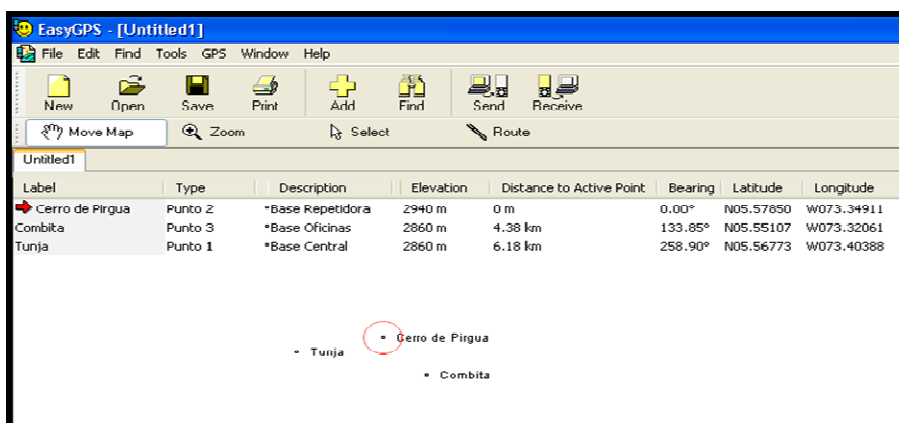 EasyGPS - [Untitled1]
File Edit Find Tools GPS Window Help
New Open Save Print Add Find Send Receive
Move Map Zoom Select Route
Untitled1
Label Type Description Elevation Distance to Active Point Bearing Latitude Longitude
Cerro de Pirgua Punto 2 *Base Repetidora 2940 m 0 m 0.00° N05.57850 W073.34911
Combita Punto 3 *Base Oficinas 2860 m 4.38 km 133.85° N05.55107 W073.32061
Tunja Punto 1 *Base Central 2860 m 6.18 km 258.90° N05.56773 W073.40388
Cerro de Pirgua
Tunja
Combita